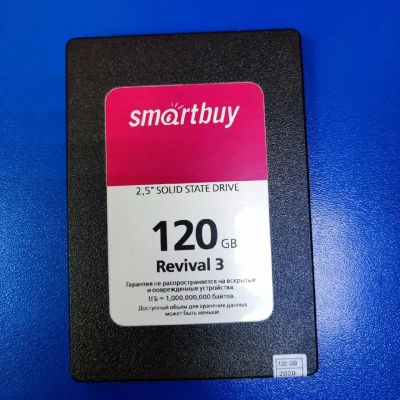 smartbuy
2,5" SOLID STATE DRIVE
120 GB
Revival 3
Гарантия не распространяется на вскрытые
и поврежденные устройства.
1ГБ = 1,000,000,000 байтов.
Доступный объем для хранения данных
может быть меньше.
120 GB
2020